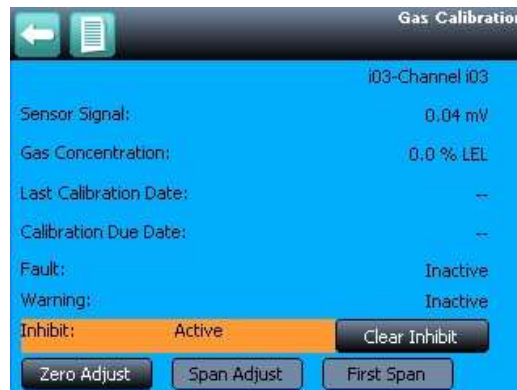 Gas Calibration
i03-Channel i03
Sensor Signal: 0.04 mV
Gas Concentration: 0.0 % LEL
Last Calibration Date: --
Calibration Due Date: --
Fault: Inactive
Warning: Inactive
Inhibit: Active Clear Inhibit
Zero Adjust Span Adjust First Span